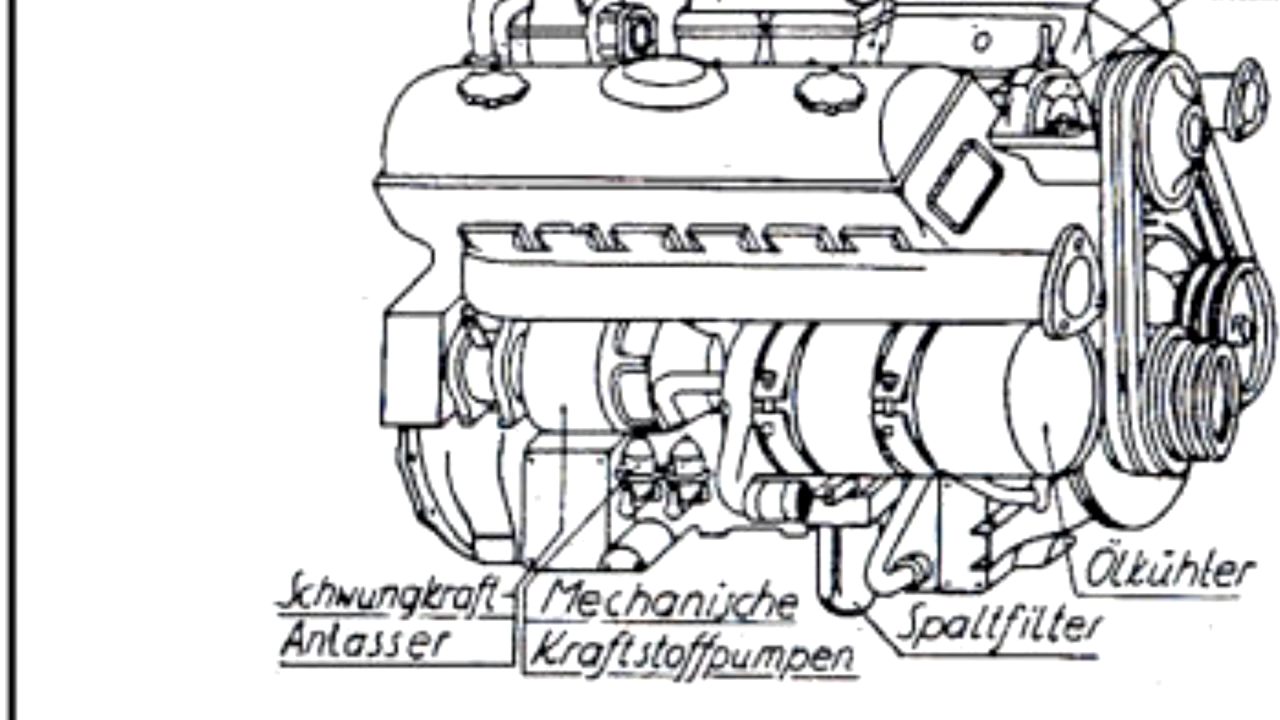 Schwungkraft-
Anlasser
Mechanische
Kraftstoffpumpen
Spaltfilter
Ölkühler